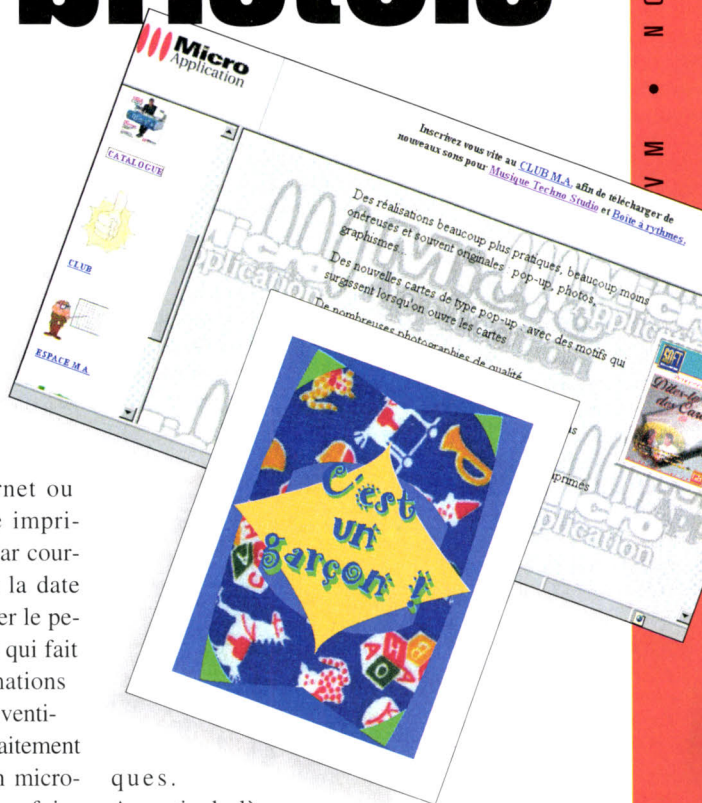 bristols
Micro
Application
CATALOGUE
CLUB
ESPACE M.A.
Inscrivez vous vite au CLUB M.A. afin de télécharger de
nouveaux sons pour Musique Techno Studio et Boite à rythmes.
Des réalisations beaucoup plus pratiques, beaucoup moins
onéreuses et souvent originales : pop-up, photos,
graphismes.
Des nouvelles cartes de type pop-up : avec des motifs qui
surgissent lorsqu'on ouvre les cartes
De nombreuses photographies de qualité
C'est
un
garçon !
rnet ou
e impri-
ar cour-
la date
er le pe-
qui fait
nations
venti-
aitement
n micro-
ques.